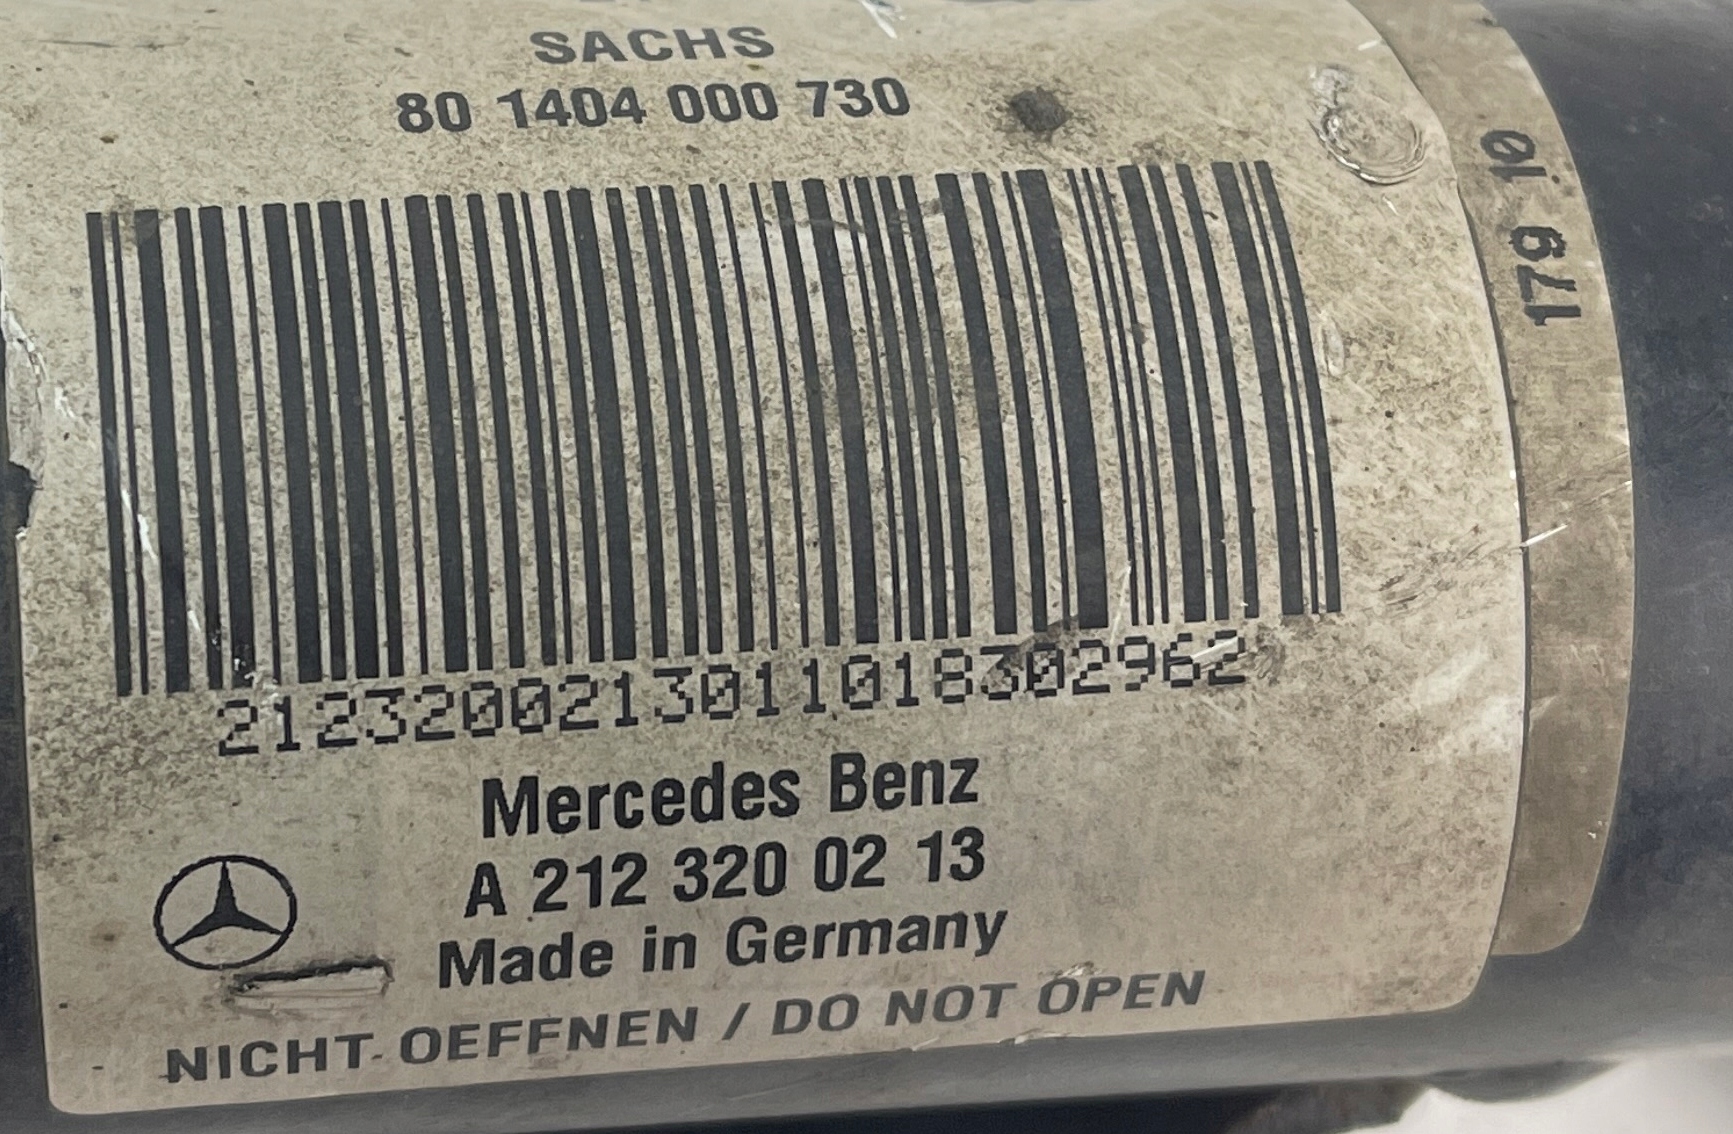 SACHS
80 1404 000 730
2123200213011018302962
Mercedes Benz
A 212 320 02 13
Made in Germany
NICHT OEFFNEN / DO NOT OPEN
179 10